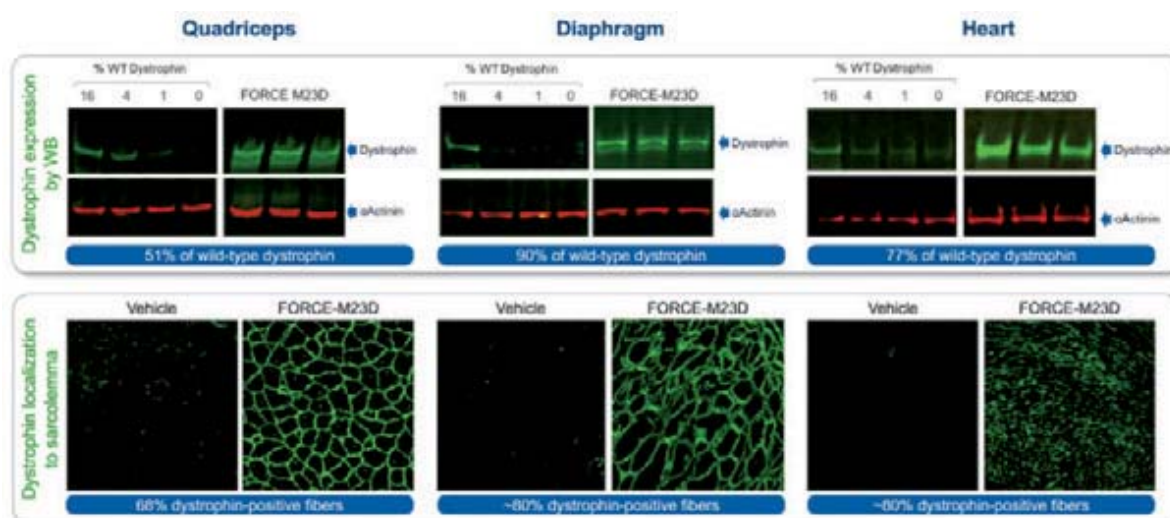 Quadriceps
Diaphragm
Heart
Dystrophin expression
by WB
% WT Dystrophin
16 4 1 0
FORCE M23D
Dystrophin
αActinin
51% of wild-type dystrophin
% WT Dystrophin
16 4 1 0
FORCE-M23D
Dystrophin
αActinin
90% of wild-type dystrophin
% WT Dystrophin
16 4 1 0
FORCE-M23D
Dystrophin
αActinin
77% of wild-type dystrophin
Dystrophin localization
to sarcolemma
Vehicle
FORCE-M23D
68% dystrophin-positive fibers
Vehicle
FORCE-M23D
~80% dystrophin-positive fibers
Vehicle
FORCE-M23D
~80% dystrophin-positive fibers